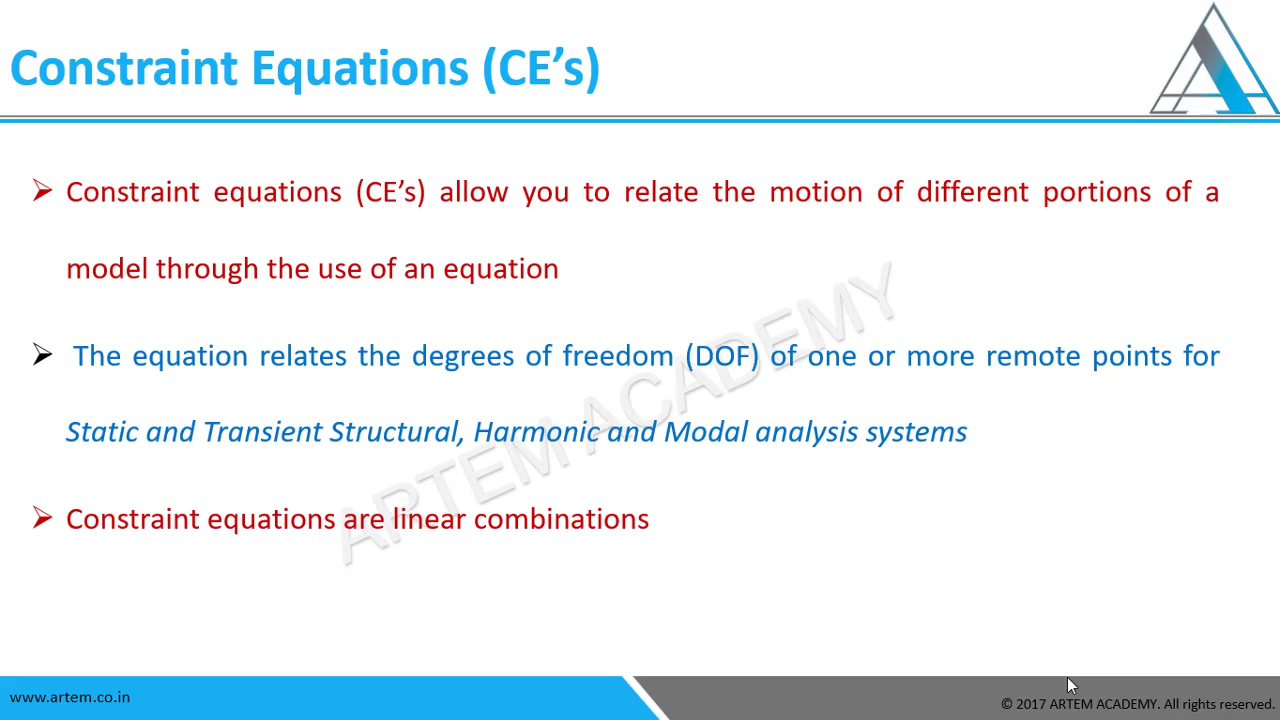 Constraint Equations (CE’s)
Constraint equations (CE’s) allow you to relate the motion of different portions of a
model through the use of an equation
The equation relates the degrees of freedom (DOF) of one or more remote points for
Static and Transient Structural, Harmonic and Modal analysis systems
Constraint equations are linear combinations
ARTEM ACADEMY
www.artem.co.in
© 2017 ARTEM ACADEMY. All rights reserved.